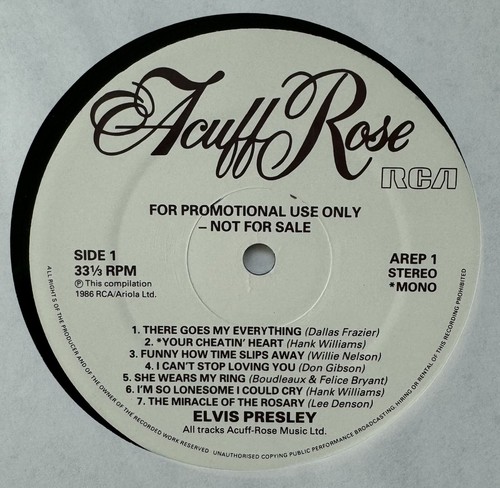 Acuff Rose
RCA
FOR PROMOTIONAL USE ONLY
– NOT FOR SALE
SIDE 1
33⅓ RPM
Ⓟ This compilation
1986 RCA/Ariola Ltd.
AREP 1
STEREO
*MONO
1. THERE GOES MY EVERYTHING (Dallas Frazier)
2. *YOUR CHEATIN' HEART (Hank Williams)
3. FUNNY HOW TIME SLIPS AWAY (Willie Nelson)
4. I CAN'T STOP LOVING YOU (Don Gibson)
5. SHE WEARS MY RING (Boudleaux & Felice Bryant)
6. I'M SO LONESOME I COULD CRY (Hank Williams)
7. THE MIRACLE OF THE ROSARY (Lee Denson)
ELVIS PRESLEY
All tracks Acuff-Rose Music Ltd.
ALL RIGHTS OF THE PRODUCER AND OF THE OWNER OF THE RECORDED WORK RESERVED UNAUTHORISED COPYING PUBLIC PERFORMANCE BROADCASTING, HIRING OR RENTAL OF THIS RECORDING PROHIBITED